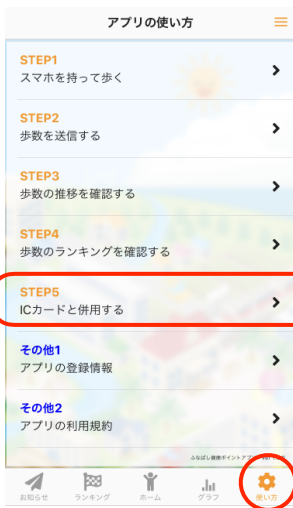 アプリの使い方
STEP1
スマホを持って歩く
STEP2
歩数を送信する
STEP3
歩数の推移を確認する
STEP4
歩数のランキングを確認する
STEP5
ICカードと併用する
その他1
アプリの登録情報
その他2
アプリの利用規約
ふなばし健康ポイントアプリ
お知らせ ランキング ホーム グラフ 使い方